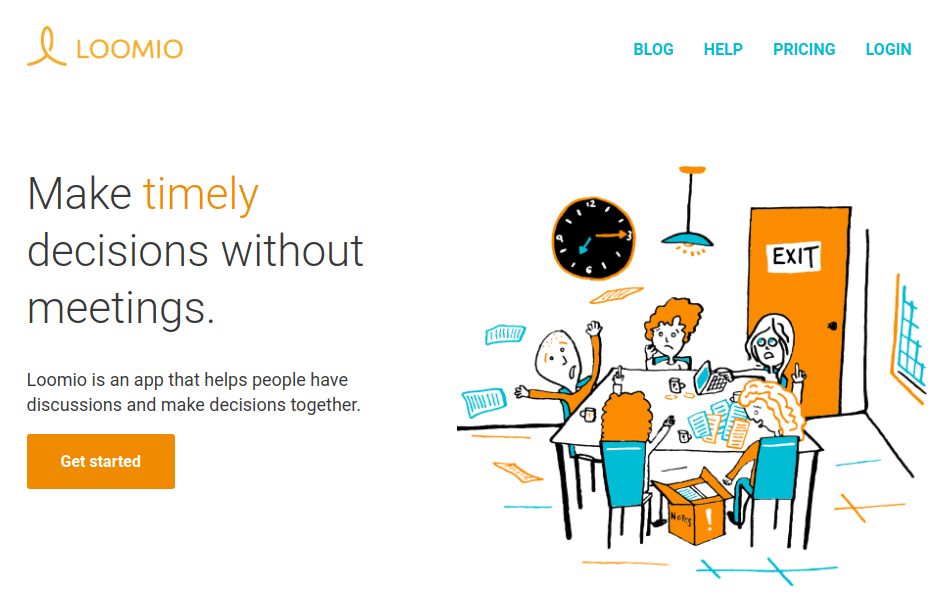 LOOMIO
BLOG HELP PRICING LOGIN
Make timely
decisions without
meetings.
Loomio is an app that helps people have
discussions and make decisions together.
Get started
12
9 3
6
EXIT
NOTES !